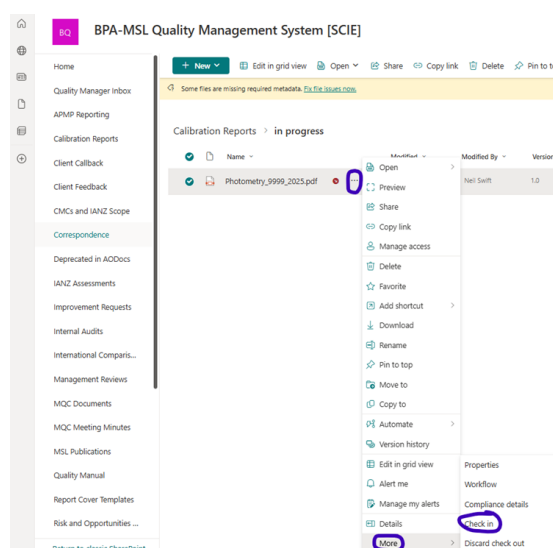 BQ
BPA-MSL Quality Management System [SCIE]
Home
Quality Manager Inbox
APMP Reporting
Calibration Reports
Client Callback
Client Feedback
CMCs and IANZ Scope
Correspondence
Deprecated in AODocs
IANZ Assessments
Improvement Requests
Internal Audits
International Comparis...
Management Reviews
MQC Documents
MQC Meeting Minutes
MSL Publications
Quality Manual
Report Cover Templates
Risk and Opportunities ...
Return to classic SharePoint
+ New Edit in grid view Open Share Copy link Delete Pin to
Some files are missing required metadata. Fix file issues now.
Calibration Reports > in progress
Name Modified Modified By Version
Photometry_9999_2025.pdf ... Neil Swift 1.0
Open
Preview
Share
Copy link
Manage access
Delete
Favorite
Add shortcut
Download
Rename
Pin to top
Move to
Copy to
Automate
Version history
Edit in grid view
Alert me
Manage my alerts
Details
More
Properties
Workflow
Compliance details
Check in
Discard check out